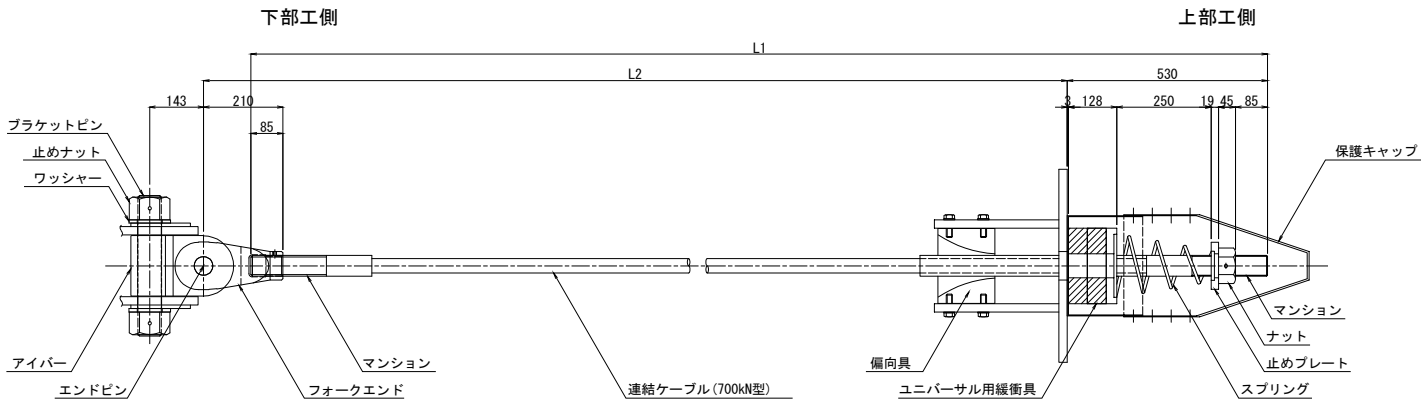 下部工側
上部工側
L1
L2
530
143
210
3
128
250
19
45
85
85
ブラケットピン
止めナット
ワッシャー
保護キャップ
アイバー
エンドピン
フォークエンド
マンション
連結ケーブル(700kN型)
偏向具
ユニバーサル用緩衝具
マンション
ナット
止めプレート
スプリング